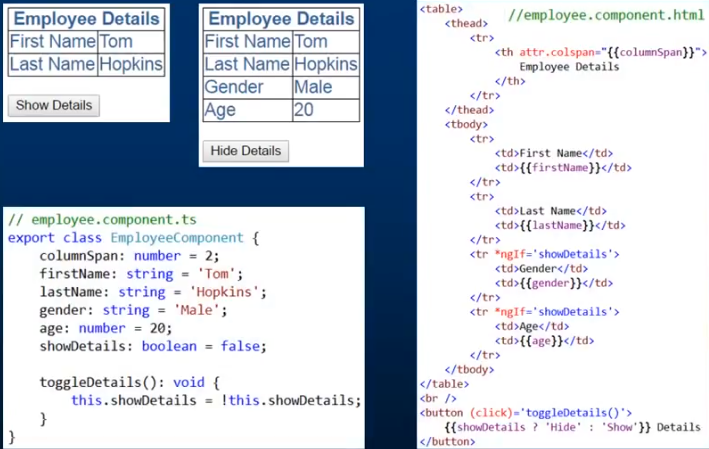 Employee Details
First Name Tom
Last Name Hopkins
Show Details
Employee Details
First Name Tom
Last Name Hopkins
Gender Male
Age 20
Hide Details
// employee.component.ts
export class EmployeeComponent {
    columnSpan: number = 2;
    firstName: string = 'Tom';
    lastName: string = 'Hopkins';
    gender: string = 'Male';
    age: number = 20;
    showDetails: boolean = false;
    toggleDetails(): void {
        this.showDetails = !this.showDetails;
    }
}
<table> //employee.component.html
    <thead>
        <tr>
            <th attr.colspan="{{columnSpan}}">
                Employee Details
            </th>
        </tr>
    </thead>
    <tbody>
        <tr>
            <td>First Name</td>
            <td>{{firstName}}</td>
        </tr>
        <tr>
            <td>Last Name</td>
            <td>{{lastName}}</td>
        </tr>
        <tr *ngIf='showDetails'>
            <td>Gender</td>
            <td>{{gender}}</td>
        </tr>
        <tr *ngIf='showDetails'>
            <td>Age</td>
            <td>{{age}}</td>
        </tr>
    </tbody>
</table>
<br />
<button (click)='toggleDetails()'>
    {{showDetails ? 'Hide' : 'Show'}} Details
</button>